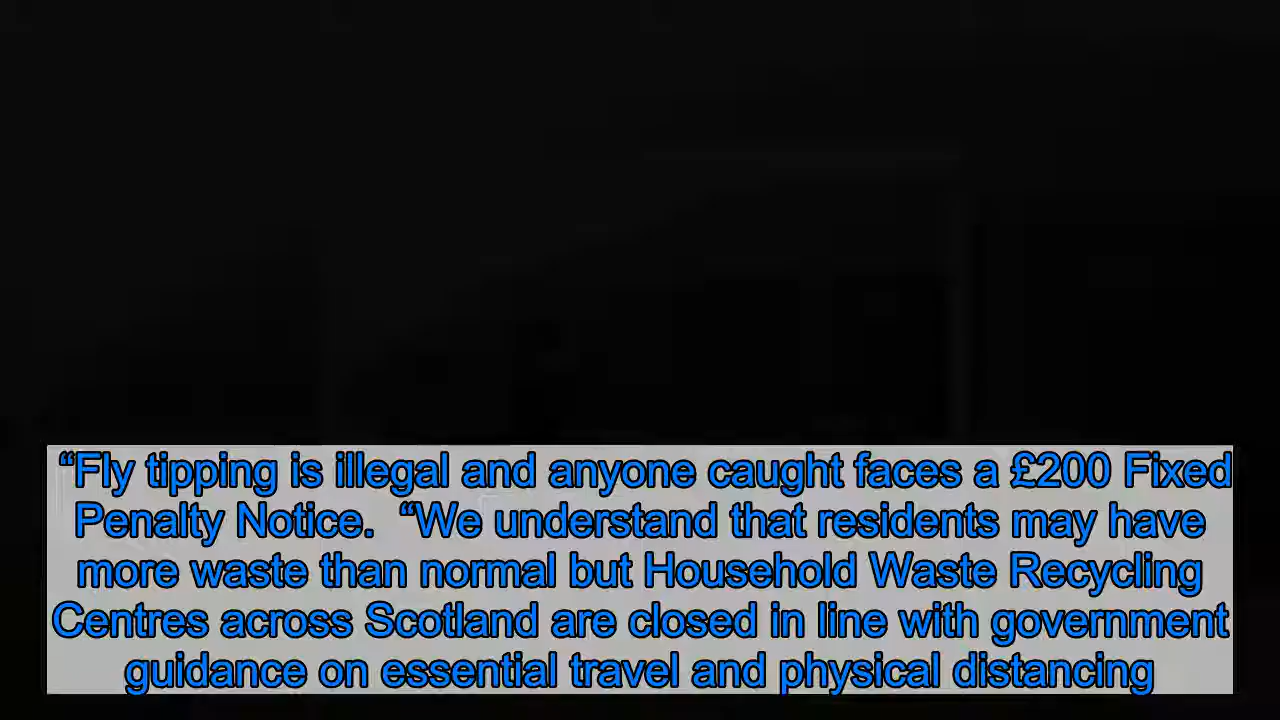 “Fly tipping is illegal and anyone caught faces a £200 Fixed
Penalty Notice.  “We understand that residents may have
more waste than normal but Household Waste Recycling
Centres across Scotland are closed in line with government
guidance on essential travel and physical distancing